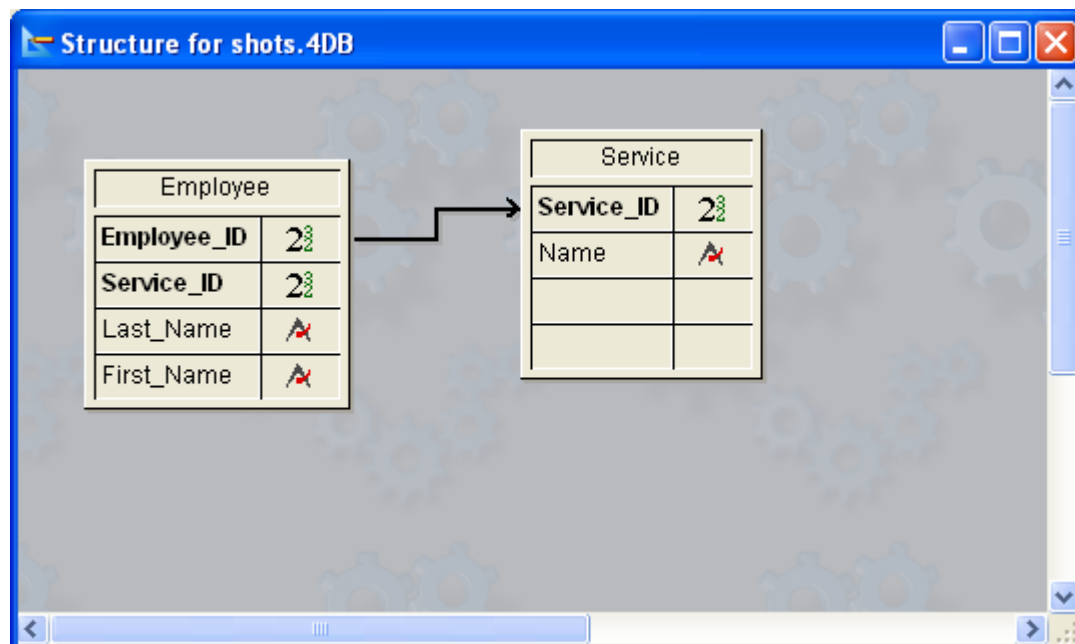 Structure for shots.4DB
Employee
Employee_ID
Service_ID
Last_Name
First_Name
Service
Service_ID
Name